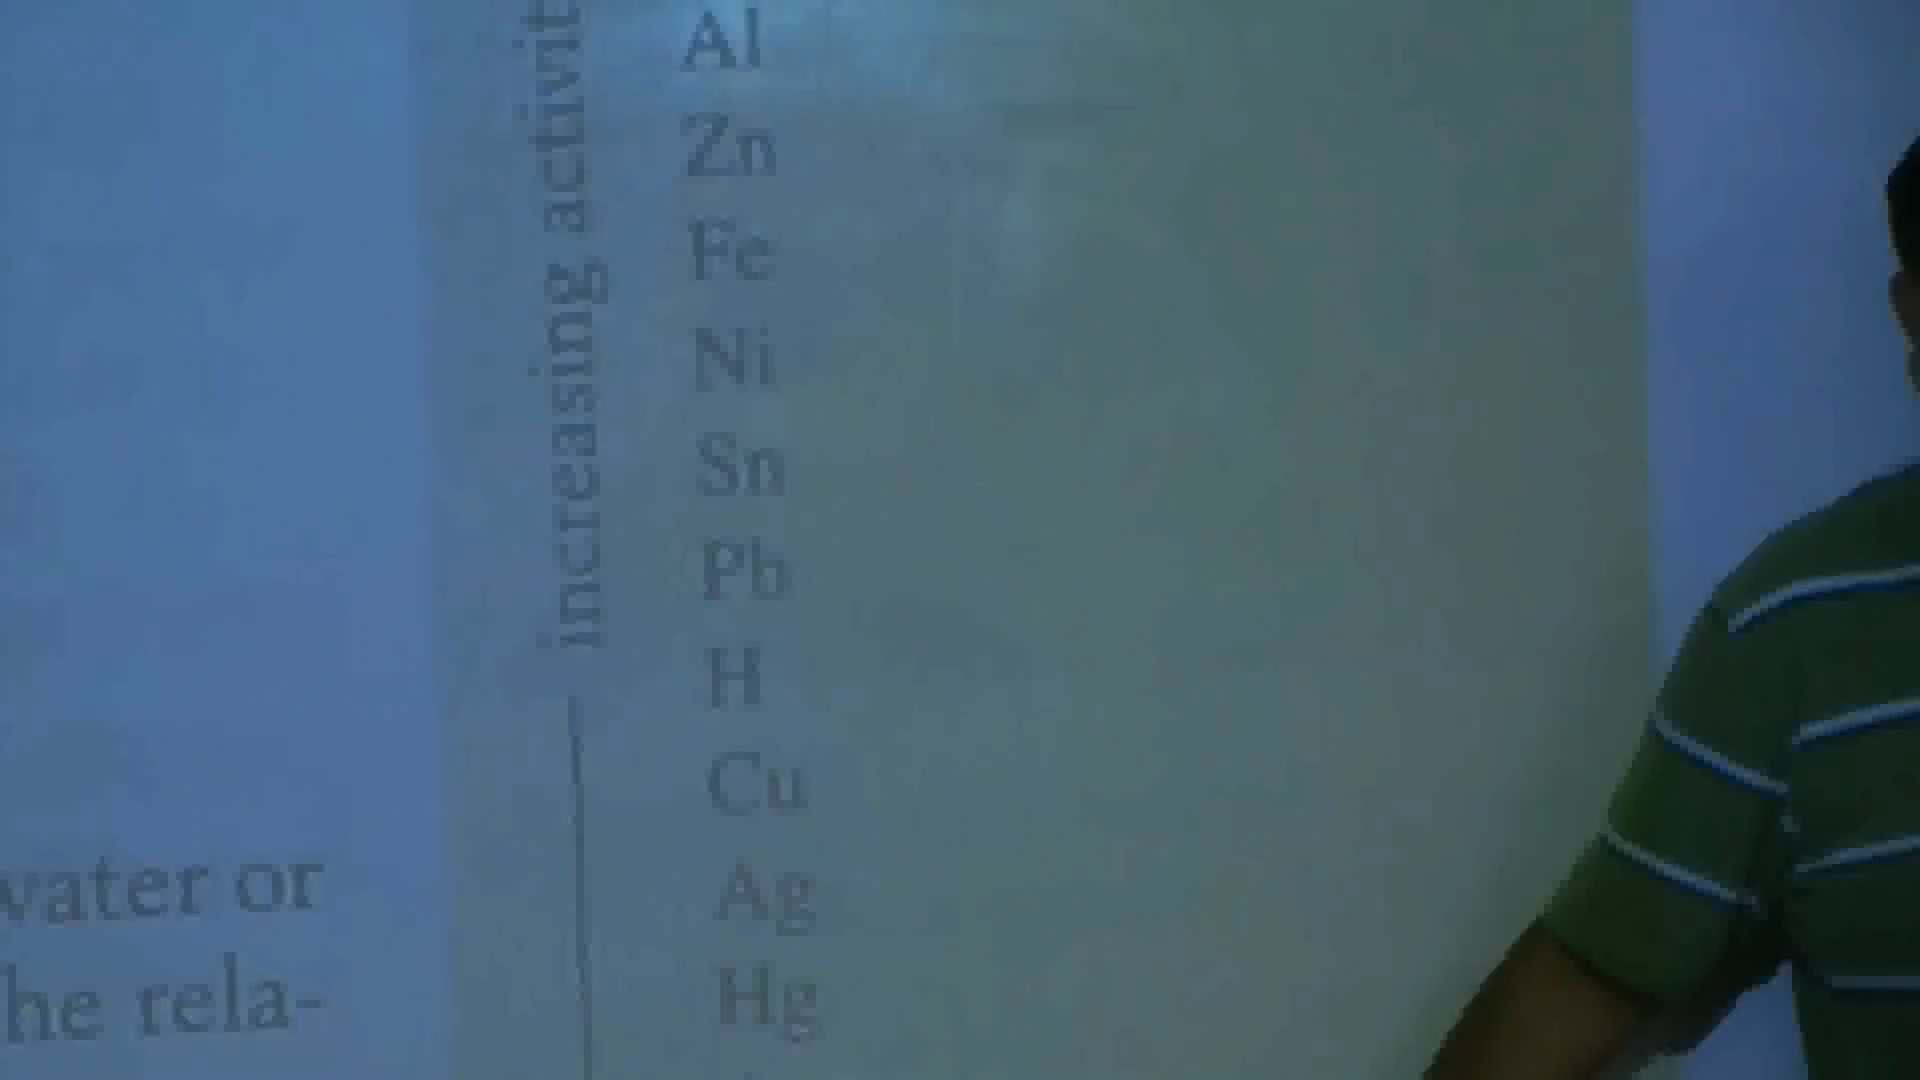 increasing activit
Al
Zn
Fe
Ni
Sn
Pb
H
Cu
Ag
Hg
water or
he rela-